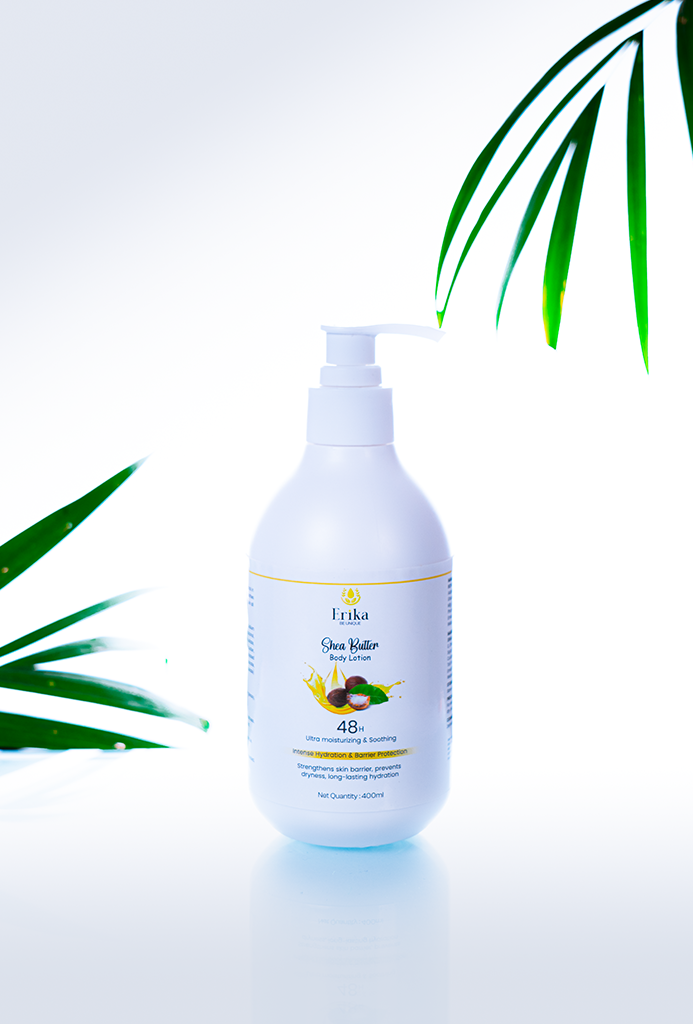 Erika
BE UNIQUE
Shea Butter
Body Lotion
48H
Ultra moisturizing & Soothing
Intense Hydration & Barrier Protection
Strengthens skin barrier, prevents
dryness, long-lasting hydration
Net Quantity : 400ml